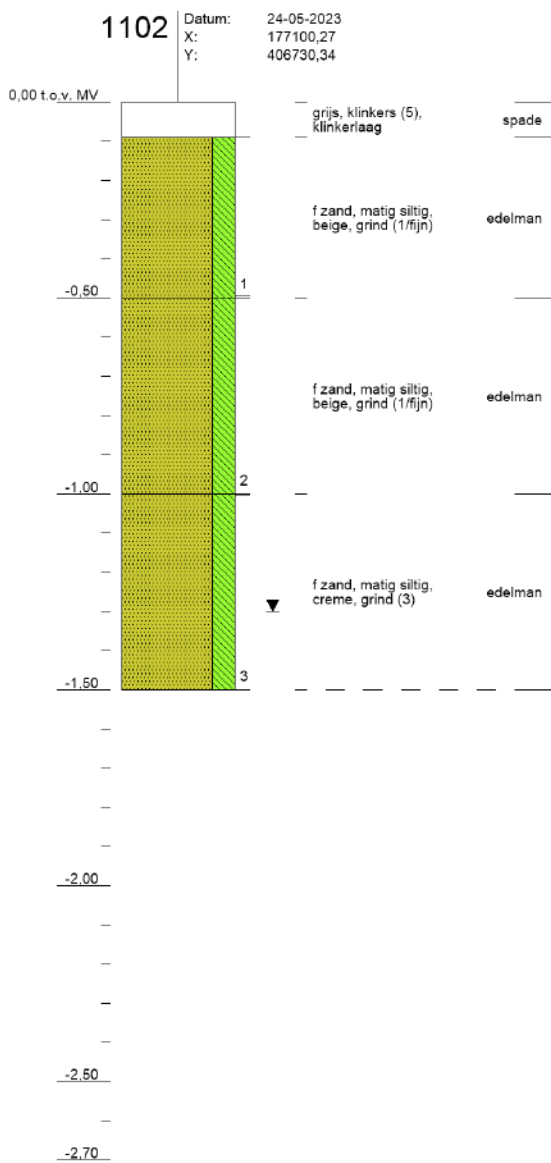 1102
Datum: 24-05-2023
X: 177100,27
Y: 406730,34
0,00 t.o.v. MV
grijs, klinkers (5),
klinkerlaag
spade
f zand, matig siltig,
beige, grind (1/fijn)
edelman
1
-0,50
f zand, matig siltig,
beige, grind (1/fijn)
edelman
2
-1,00
f zand, matig siltig,
creme, grind (3)
edelman
3
-1,50
-2,00
-2,50
-2,70